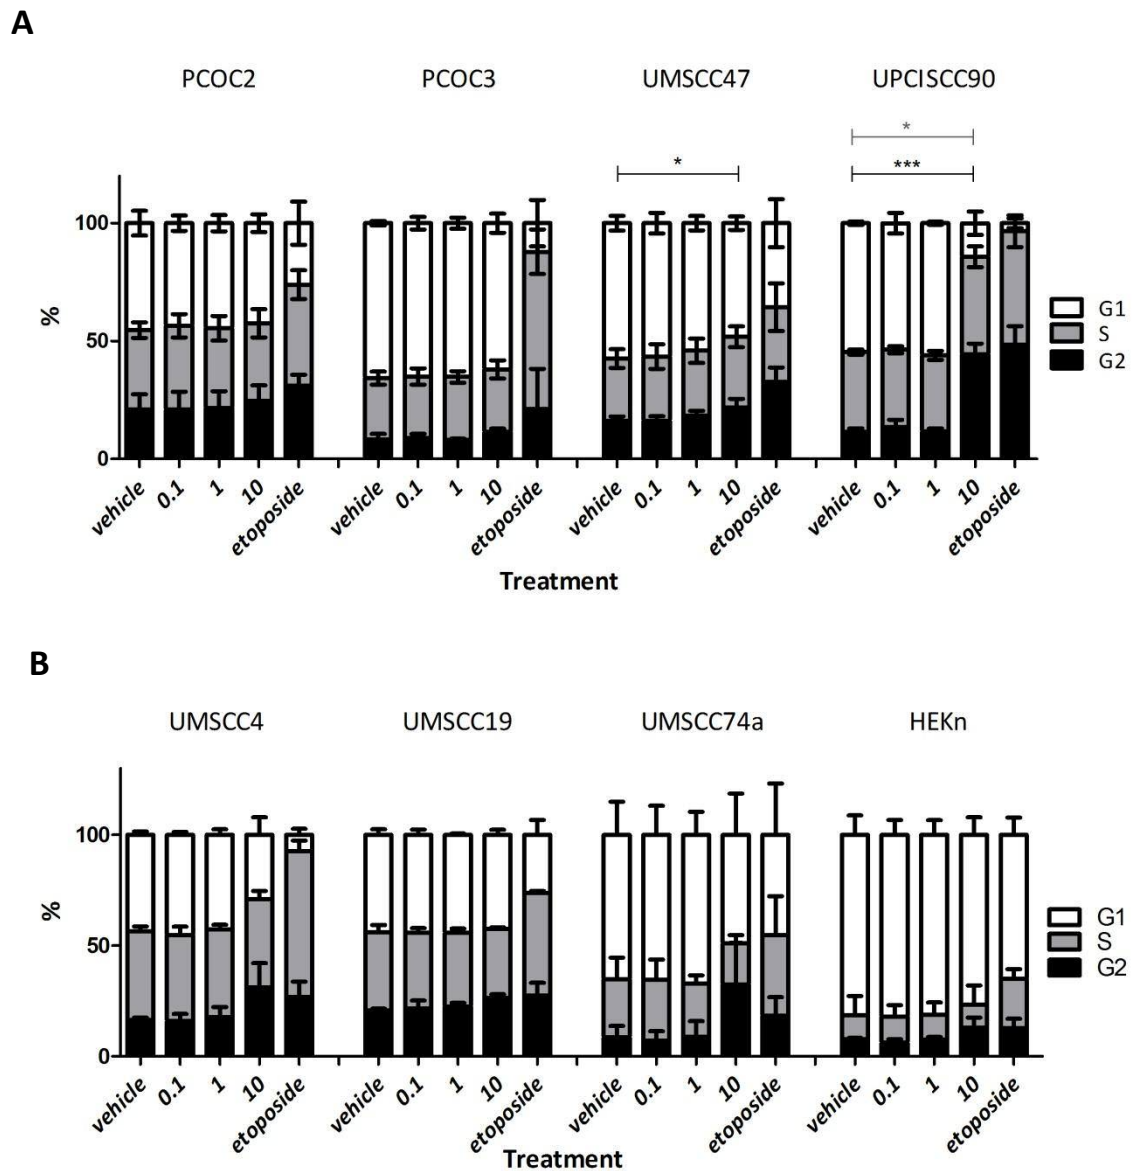 A
PCOC2 PCOC3 UMSCC47 UPCISCC90
*
* ***
100
50
0
%
G1
S
G2
vehicle 0.1 1 10 etoposide vehicle 0.1 1 10 etoposide vehicle 0.1 1 10 etoposide vehicle 0.1 1 10 etoposide
Treatment
B
UMSCC4 UMSCC19 UMSCC74a HEKn
100
50
0
%
G1
S
G2
vehicle 0.1 1 10 etoposide vehicle 0.1 1 10 etoposide vehicle 0.1 1 10 etoposide vehicle 0.1 1 10 etoposide
Treatment